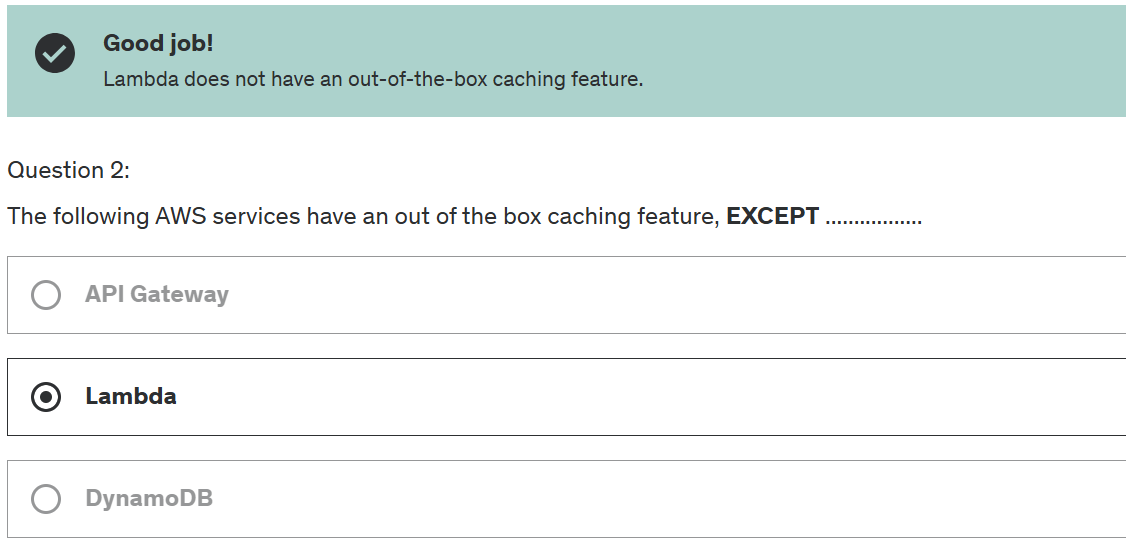 Good job!
Lambda does not have an out-of-the-box caching feature.
Question 2:
The following AWS services have an out of the box caching feature, EXCEPT .................
API Gateway
Lambda
DynamoDB